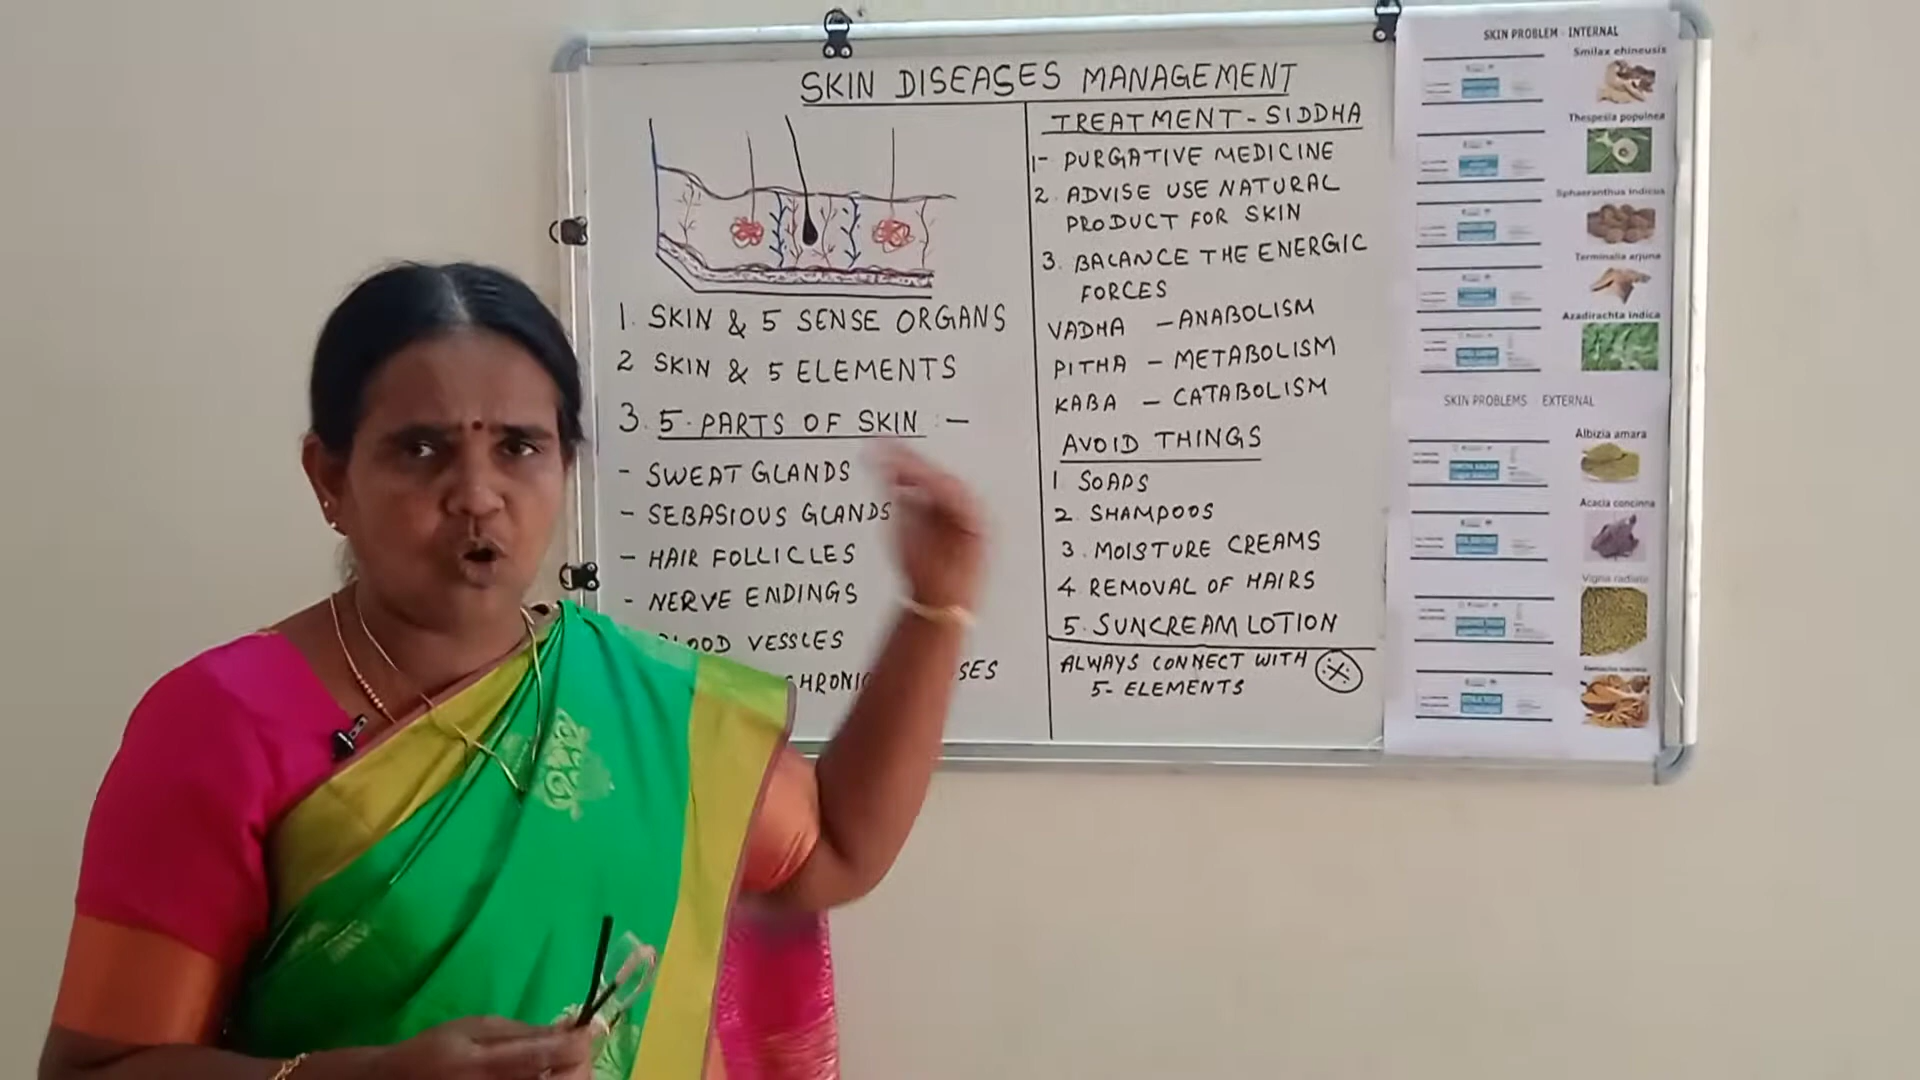 SKIN DISEASES MANAGEMENT
1. SKIN & 5 SENSE ORGANS
2 SKIN & 5 ELEMENTS
3. 5. PARTS OF SKIN :-
- SWEAT GLANDS
- SEBASIOUS GLANDS
- HAIR FOLLICLES
- NERVE ENDINGS
VESSLES
TREATMENT - SIDDHA
1- PURGATIVE MEDICINE
2. ADVISE USE NATURAL
PRODUCT FOR SKIN
3. BALANCE THE ENERGIC
FORCES
VADHA - ANABOLISM
PITHA - METABOLISM
KABA - CATABOLISM
AVOID THINGS
1 SOAPS
2. SHAMPOOS
3. MOISTURE CREAMS
4. REMOVAL OF HAIRS
5. SUNCREAM LOTION
ALWAYS CONNECT WITH
5- ELEMENTS
SKIN PROBLEM - INTERNAL
Smilax chineusis
Thespesia populnea
Sphaeranthus indicus
Terminalia arjuna
Azadirachta indica
SKIN PROBLEMS - EXTERNAL
Albizia amara
Acacia concinna
Vigna radiata